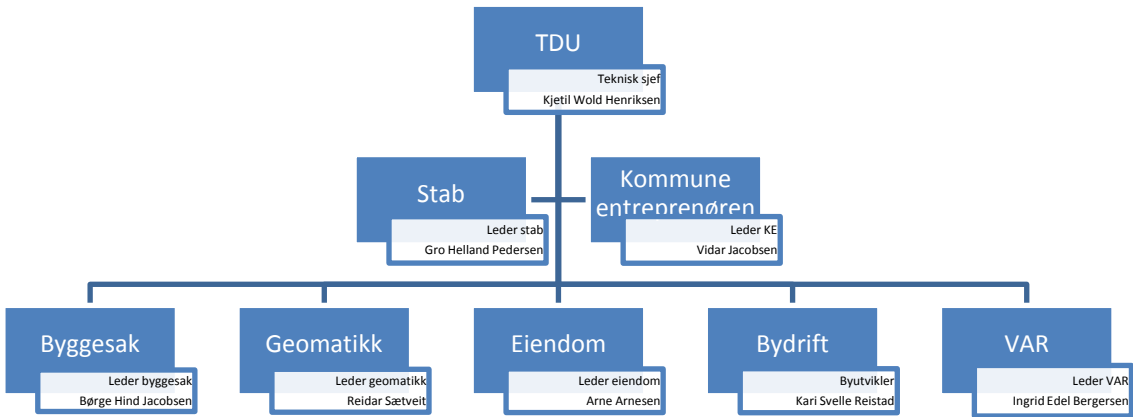 TDU
Teknisk sjef
Kjetil Wold Henriksen
Stab
Leder stab
Gro Helland Pedersen
Kommune
entreprenøren
Leder KE
Vidar Jacobsen
Byggesak
Leder byggesak
Børge Hind Jacobsen
Geomatikk
Leder geomatikk
Reidar Sætveit
Eiendom
Leder eiendom
Arne Arnesen
Bydrift
Byutvikler
Kari Svelle Reistad
VAR
Leder VAR
Ingrid Edel Bergersen